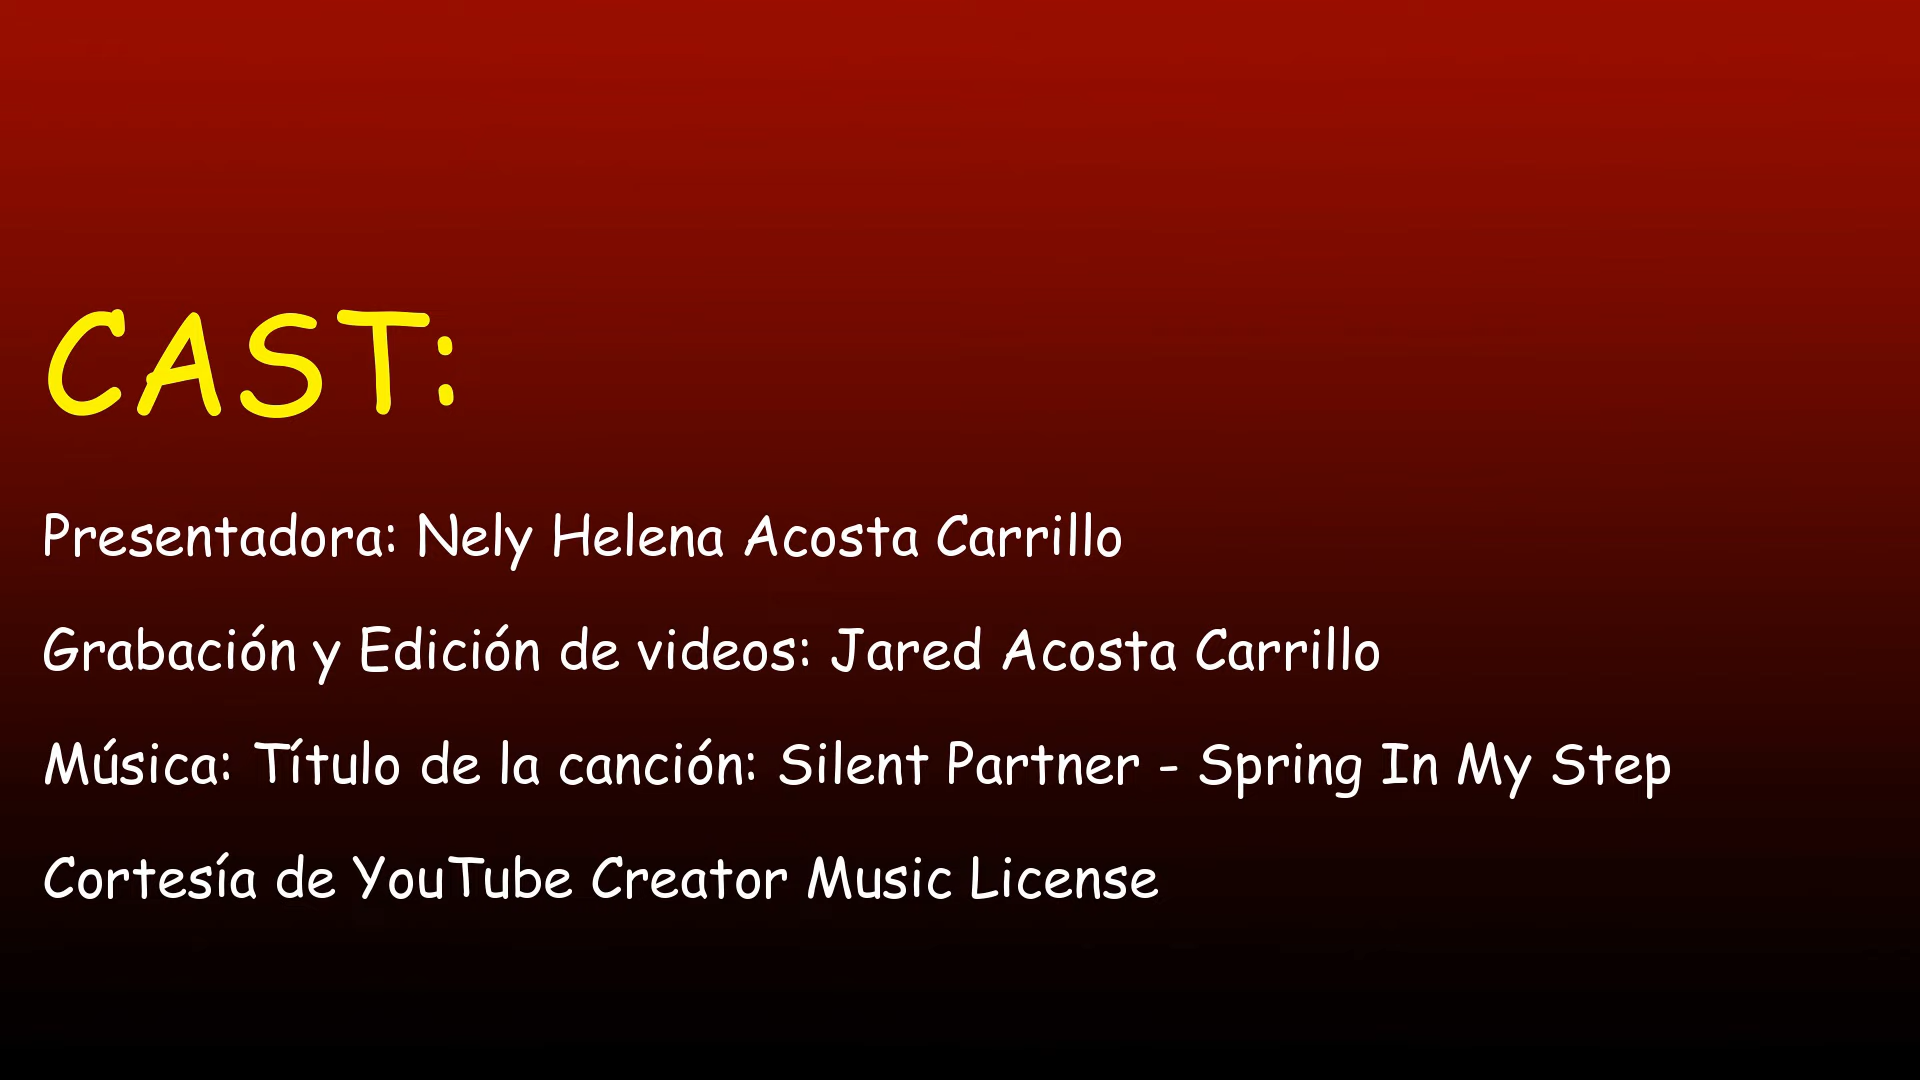 CAST:
Presentadora: Nely Helena Acosta Carrillo
Grabación y Edición de videos: Jared Acosta Carrillo
Música: Título de la canción: Silent Partner - Spring In My Step
Cortesía de YouTube Creator Music License